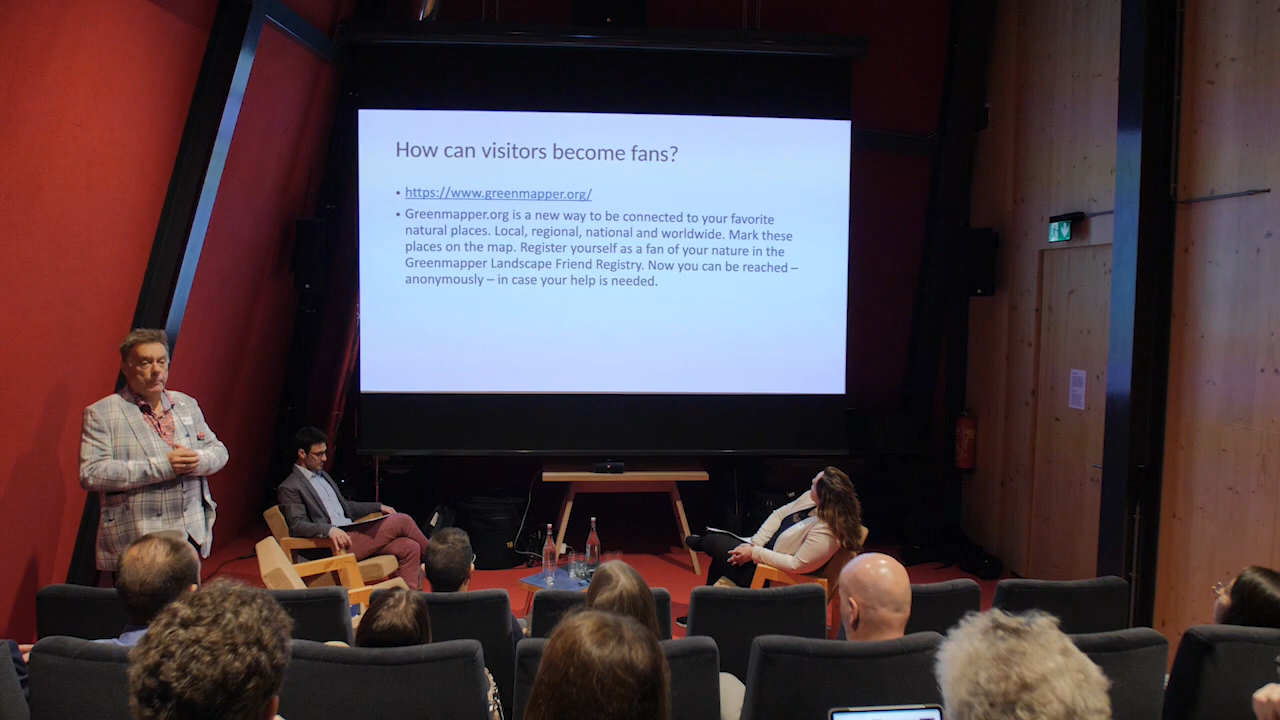 How can visitors become fans?
• https://www.greenmapper.org/
• Greenmapper.org is a new way to be connected to your favorite
natural places. Local, regional, national and worldwide. Mark these
places on the map. Register yourself as a fan of your nature in the
Greenmapper Landscape Friend Registry. Now you can be reached –
anonymously – in case your help is needed.